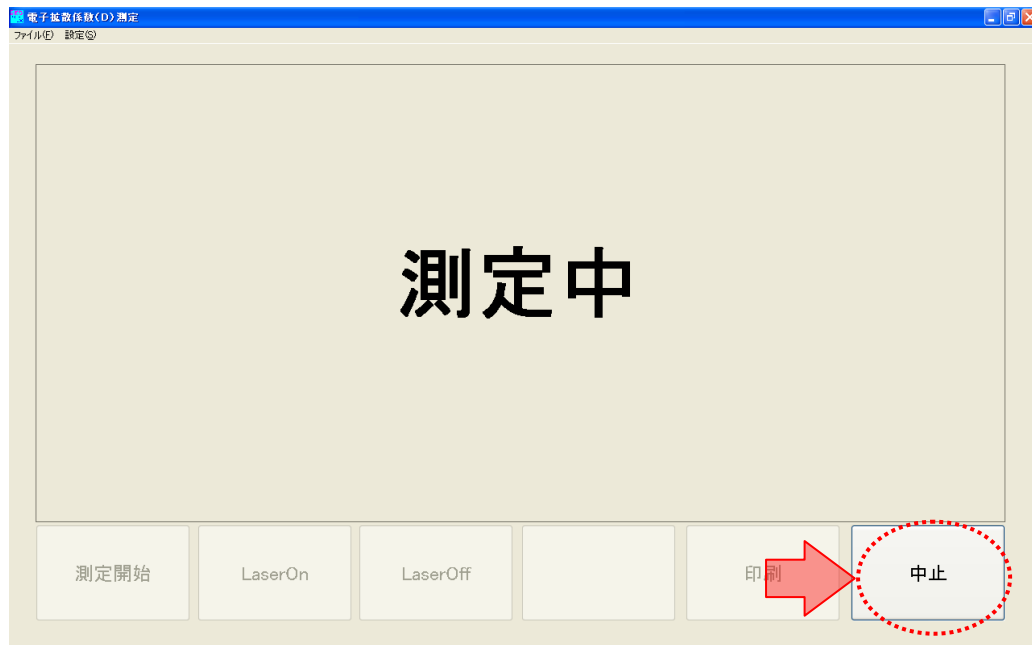 電子拡散係数(D)測定
ファイル(F) 設定(S)
測定中
測定開始 LaserOn LaserOff 印刷 中止